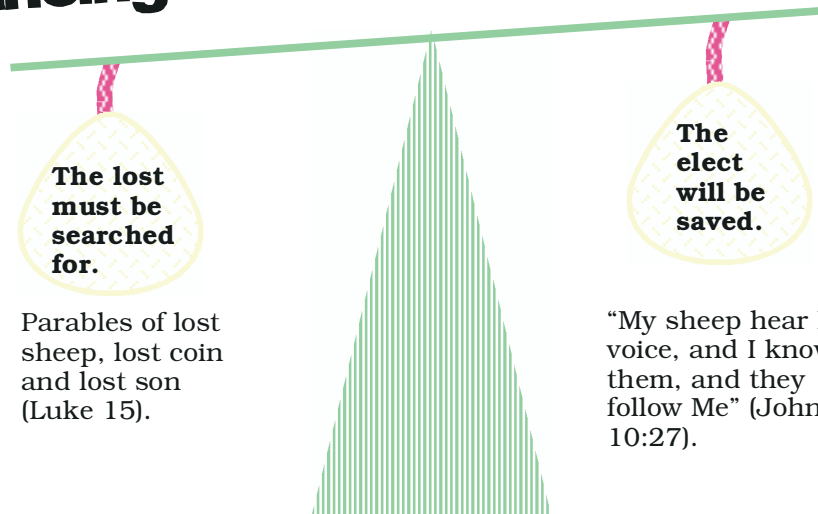 The lost
must be
searched
for.
Parables of lost
sheep, lost coin
and lost son
(Luke 15).
The
elect
will be
saved.
“My sheep hear
voice, and I know
them, and they
follow Me” (John
10:27).